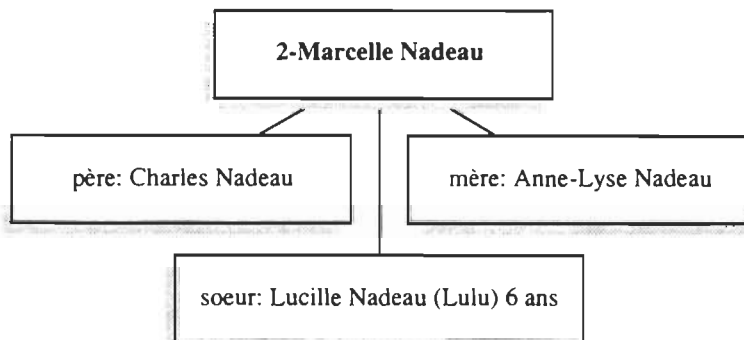 2-Marcelle Nadeau
père: Charles Nadeau
mère: Anne-Lyse Nadeau
soeur: Lucille Nadeau (Lulu) 6 ans